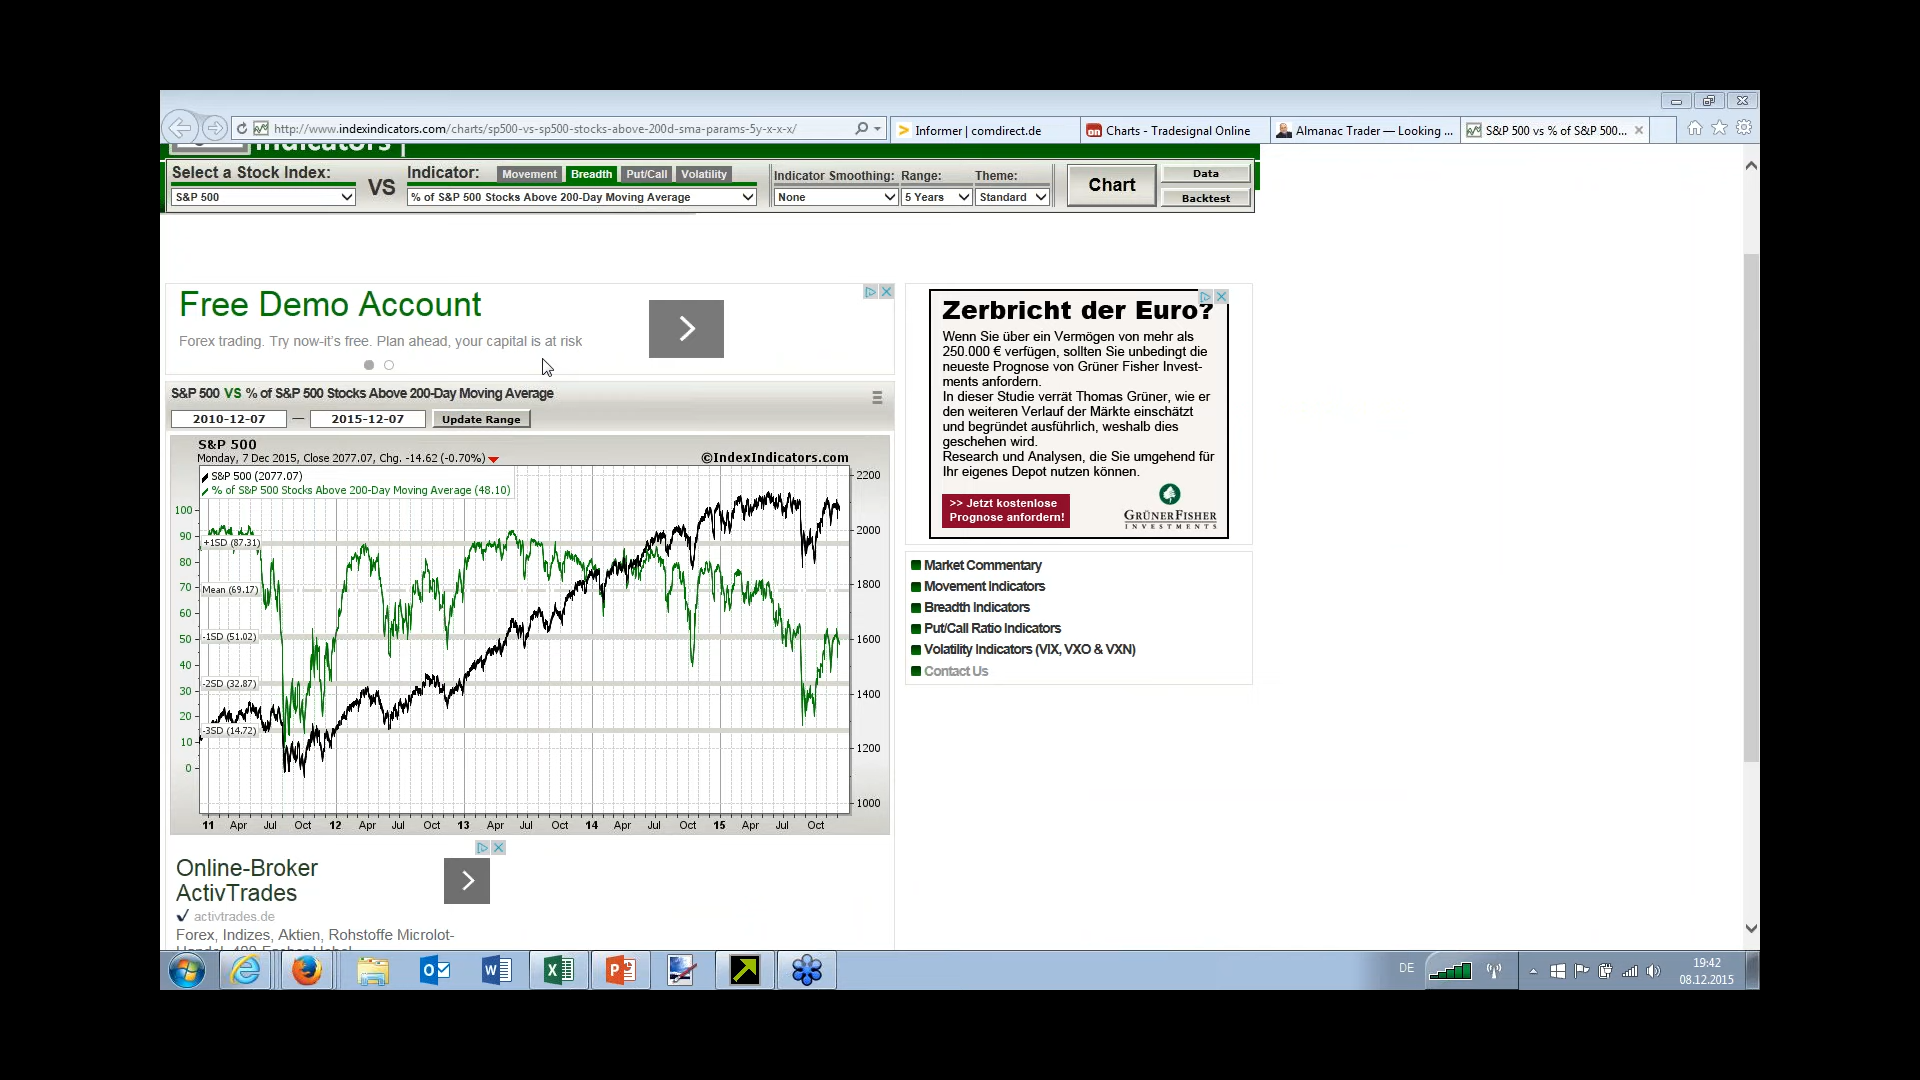 http://www.indexindicators.com/charts/sp500-vs-sp500-stocks-above-200d-sma-params-5y-x-x-x/
Informer | comdirect.de
Charts - Tradesignal Online
Almanac Trader — Looking ...
S&P 500 vs % of S&P 500...
Indicators |
Select a Stock Index:
VS
Indicator:
Movement
Breadth
Put/Call
Volatility
Indicator Smoothing:
Range:
Theme:
Chart
Data
S&P 500
% of S&P 500 Stocks Above 200-Day Moving Average
None
5 Years
Standard
Backtest
Free Demo Account
Forex trading. Try now-it's free. Plan ahead, your capital is at risk
Zerbricht der Euro?
Wenn Sie über ein Vermögen von mehr als
250.000 € verfügen, sollten Sie unbedingt die
neueste Prognose von Grüner Fisher Invest-
ments anfordern.
In dieser Studie verrät Thomas Grüner, wie er
den weiteren Verlauf der Märkte einschätzt
und begründet ausführlich, weshalb dies
geschehen wird.
Research und Analysen, die Sie umgehend für
Ihr eigenes Depot nutzen können.
>> Jetzt kostenlose
Prognose anfordern!
GRÜNERFISHER
INVESTMENTS
S&P 500 VS % of S&P 500 Stocks Above 200-Day Moving Average
2010-12-07 — 2015-12-07 Update Range
S&P 500
Monday, 7 Dec 2015, Close 2077.07, Chg. -14.62 (-0.70%)
©IndexIndicators.com
S&P 500 (2077.07)
% of S&P 500 Stocks Above 200-Day Moving Average (48.10)
100
90
80
70
60
50
40
30
20
10
0
+1SD (87.31)
Mean (69.17)
-1SD (51.02)
-2SD (32.87)
-3SD (14.72)
2200
2000
1800
1600
1400
1200
1000
11 Apr Jul Oct 12 Apr Jul Oct 13 Apr Jul Oct 14 Apr Jul Oct 15 Apr Jul Oct
Market Commentary
Movement Indicators
Breadth Indicators
Put/Call Ratio Indicators
Volatility Indicators (VIX, VXO & VXN)
Contact Us
Online-Broker
ActivTrades
activtrades.de
Forex, Indizes, Aktien, Rohstoffe Microlot-
DE
19:42
08.12.2015